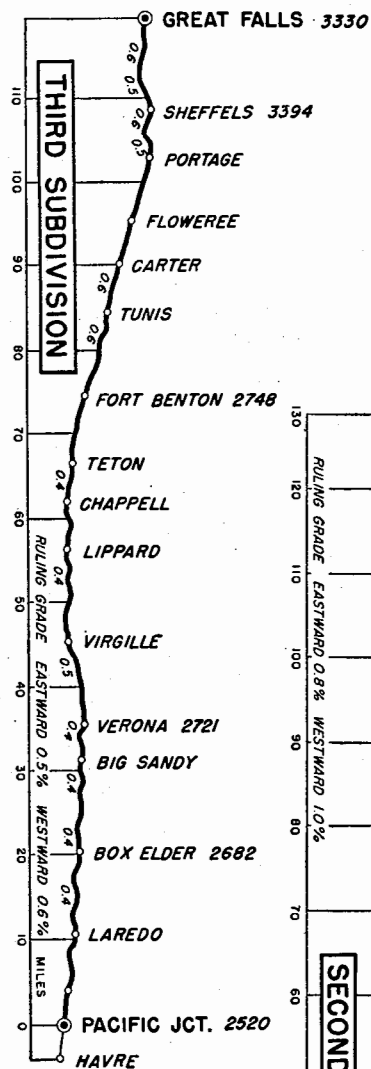 GREAT FALLS 3330
0.6
0.5
SHEFFELS 3394
0.6
0.5
PORTAGE
FLOWEREE
CARTER
0.6
TUNIS
0.6
FORT BENTON 2748
TETON
0.4
CHAPPELL
LIPPARD
0.4
VIRGILLE
0.5
VERONA 2721
0.4
BIG SANDY
0.4
0.4
BOX ELDER 2682
0.4
LAREDO
PACIFIC JCT. 2520
HAVRE
THIRD SUBDIVISION
110
100
90
80
70
60
50
40
30
20
10
0
MILES
RULING GRADE EASTWARD 0.5% WESTWARD 0.6%
130
120
110
100
90
80
70
60
RULING GRADE EASTWARD 0.8% WESTWARD 1.0%
SECOND